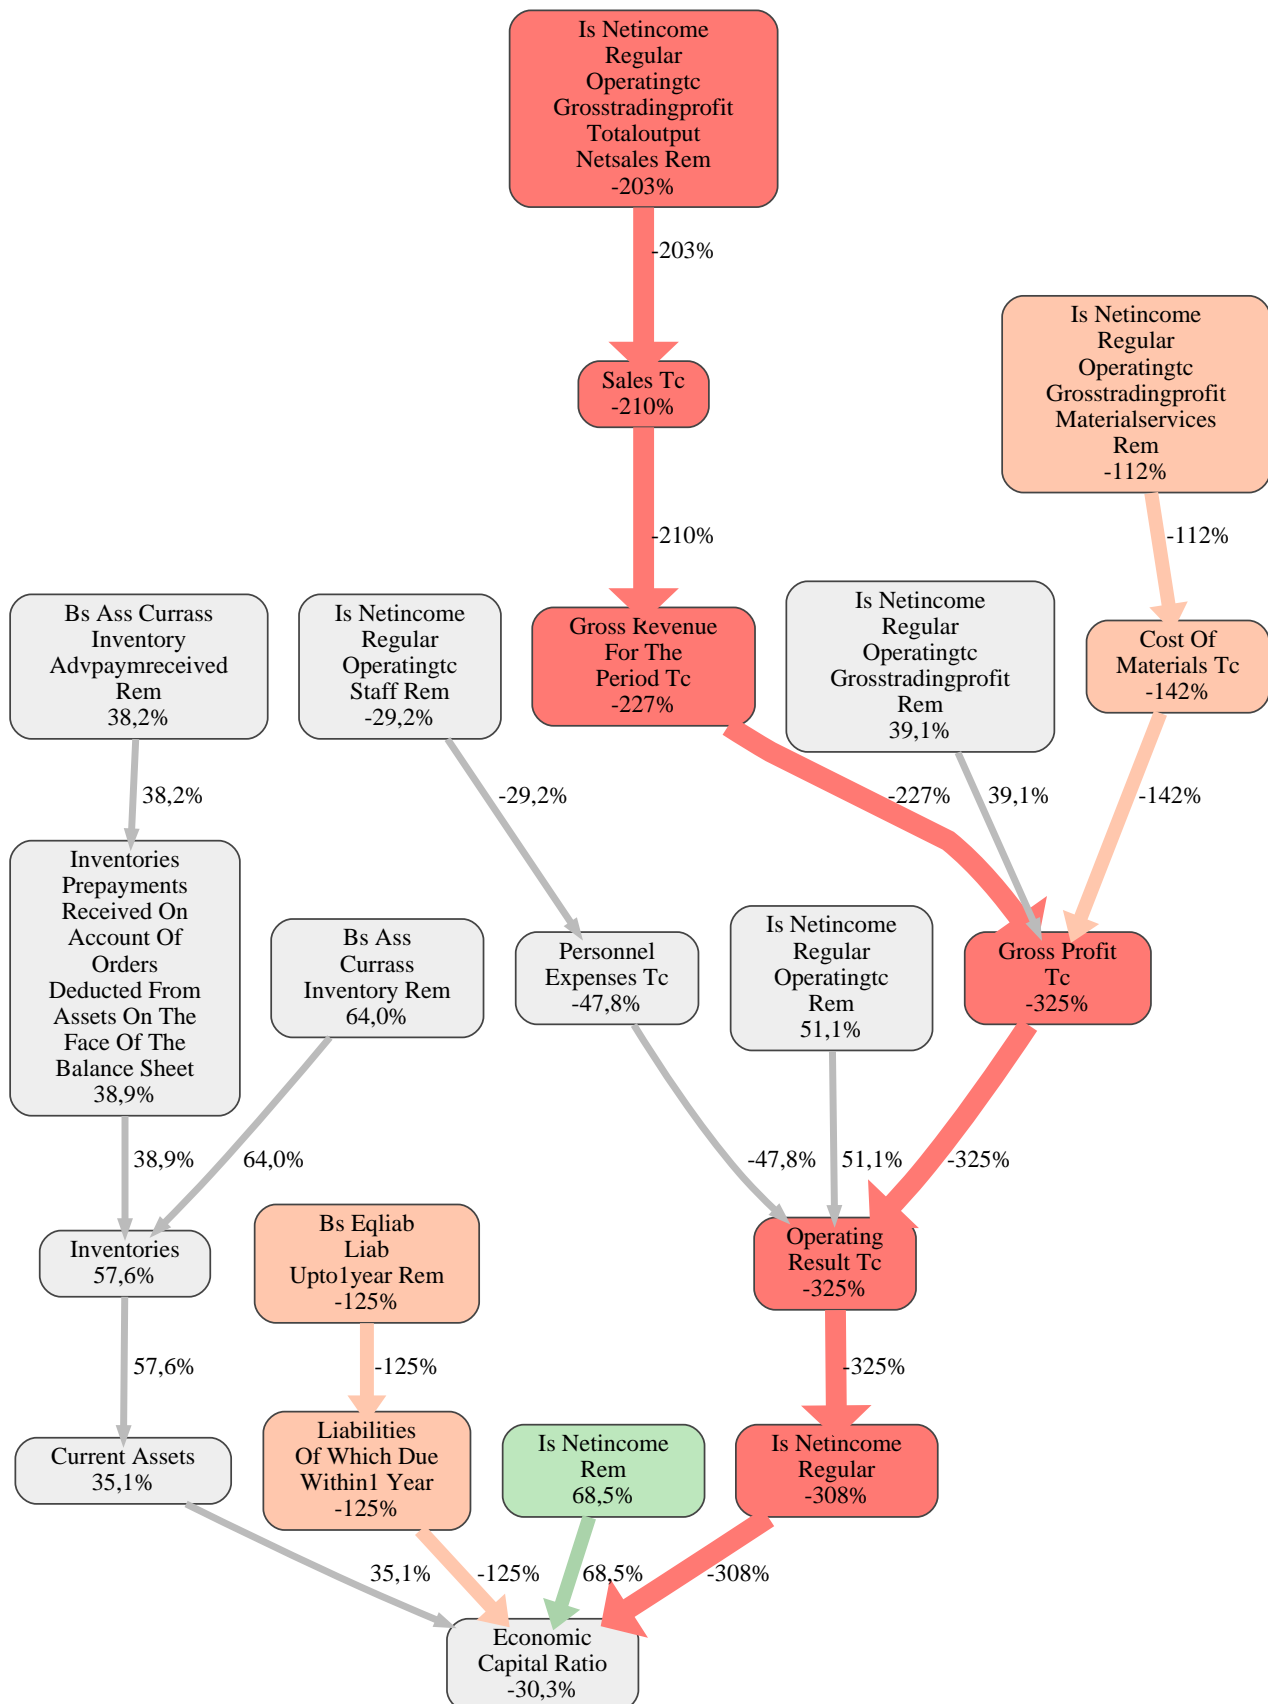 Is Netincome
Regular
Operatingtc
Grosstradingprofit
Totaloutput
Netsales Rem
-203%
-203%
Is Netincome
Regular
Operatingtc
Grosstradingprofit
Materialservices
Rem
-112%
Sales Tc
-210%
-210%
-112%
Bs Ass Currass
Inventory
Advpaymreceived
Rem
38,2%
Is Netincome
Regular
Operatingtc
Staff Rem
-29,2%
Gross Revenue
For The
Period Tc
-227%
Is Netincome
Regular
Operatingtc
Grosstradingprofit
Rem
39,1%
Cost Of
Materials Tc
-142%
38,2%
-29,2%
-227%
39,1%
-142%
Inventories
Prepayments
Received On
Account Of
Orders
Deducted From
Assets On The
Face Of The
Balance Sheet
38,9%
Bs Ass
Currass
Inventory Rem
64,0%
Personnel
Expenses Tc
-47,8%
Is Netincome
Regular
Operatingtc
Rem
51,1%
Gross Profit
Tc
-325%
38,9%
64,0%
-47,8%
51,1%
-325%
Inventories
57,6%
Bs Eqliab
Liab
Upto1year Rem
-125%
Operating
Result Tc
-325%
57,6%
-125%
-325%
Current Assets
35,1%
Liabilities
Of Which Due
Within1 Year
-125%
Is Netincome
Rem
68,5%
Is Netincome
Regular
-308%
35,1%
-125%
68,5%
-308%
Economic
Capital Ratio
-30,3%